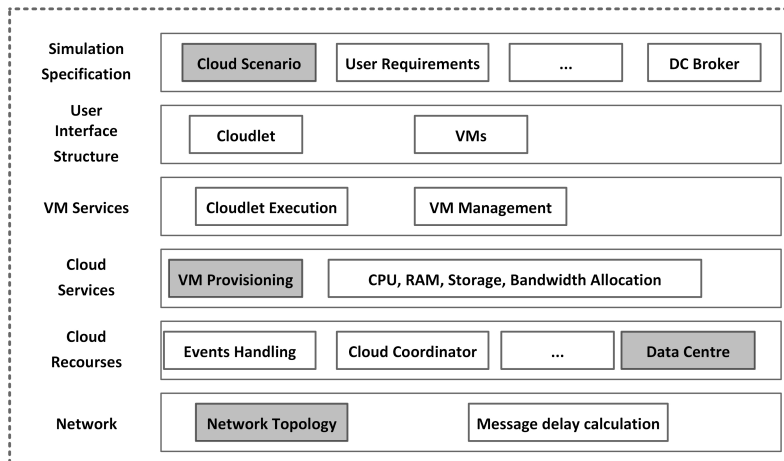 Simulation
Specification
Cloud Scenario
User Requirements
...
DC Broker
User
Interface
Structure
Cloudlet
VMs
VM Services
Cloudlet Execution
VM Management
Cloud
Services
VM Provisioning
CPU, RAM, Storage, Bandwidth Allocation
Cloud
Recourses
Events Handling
Cloud Coordinator
...
Data Centre
Network
Network Topology
Message delay calculation